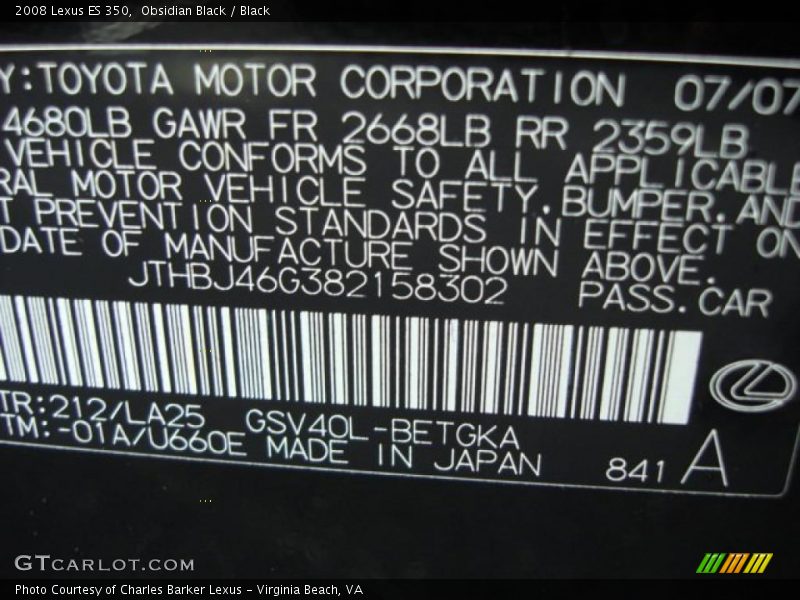 2008 Lexus ES 350, Obsidian Black / Black
Y:TOYOTA MOTOR CORPORATION 07/07
4680LB GAWR FR 2668LB RR 2359LB
VEHICLE CONFORMS TO ALL APPLICABLE
RAL MOTOR VEHICLE SAFETY.BUMPER.AND
T PREVENTION STANDARDS IN EFFECT ON
DATE OF MANUFACTURE SHOWN ABOVE.
JTHBJ46G382158302 PASS.CAR
TR:212/LA25 GSV40L-BETGKA
TM:-01A/U660E MADE IN JAPAN 841 A
GTCARLOT.COM
Photo Courtesy of Charles Barker Lexus - Virginia Beach, VA